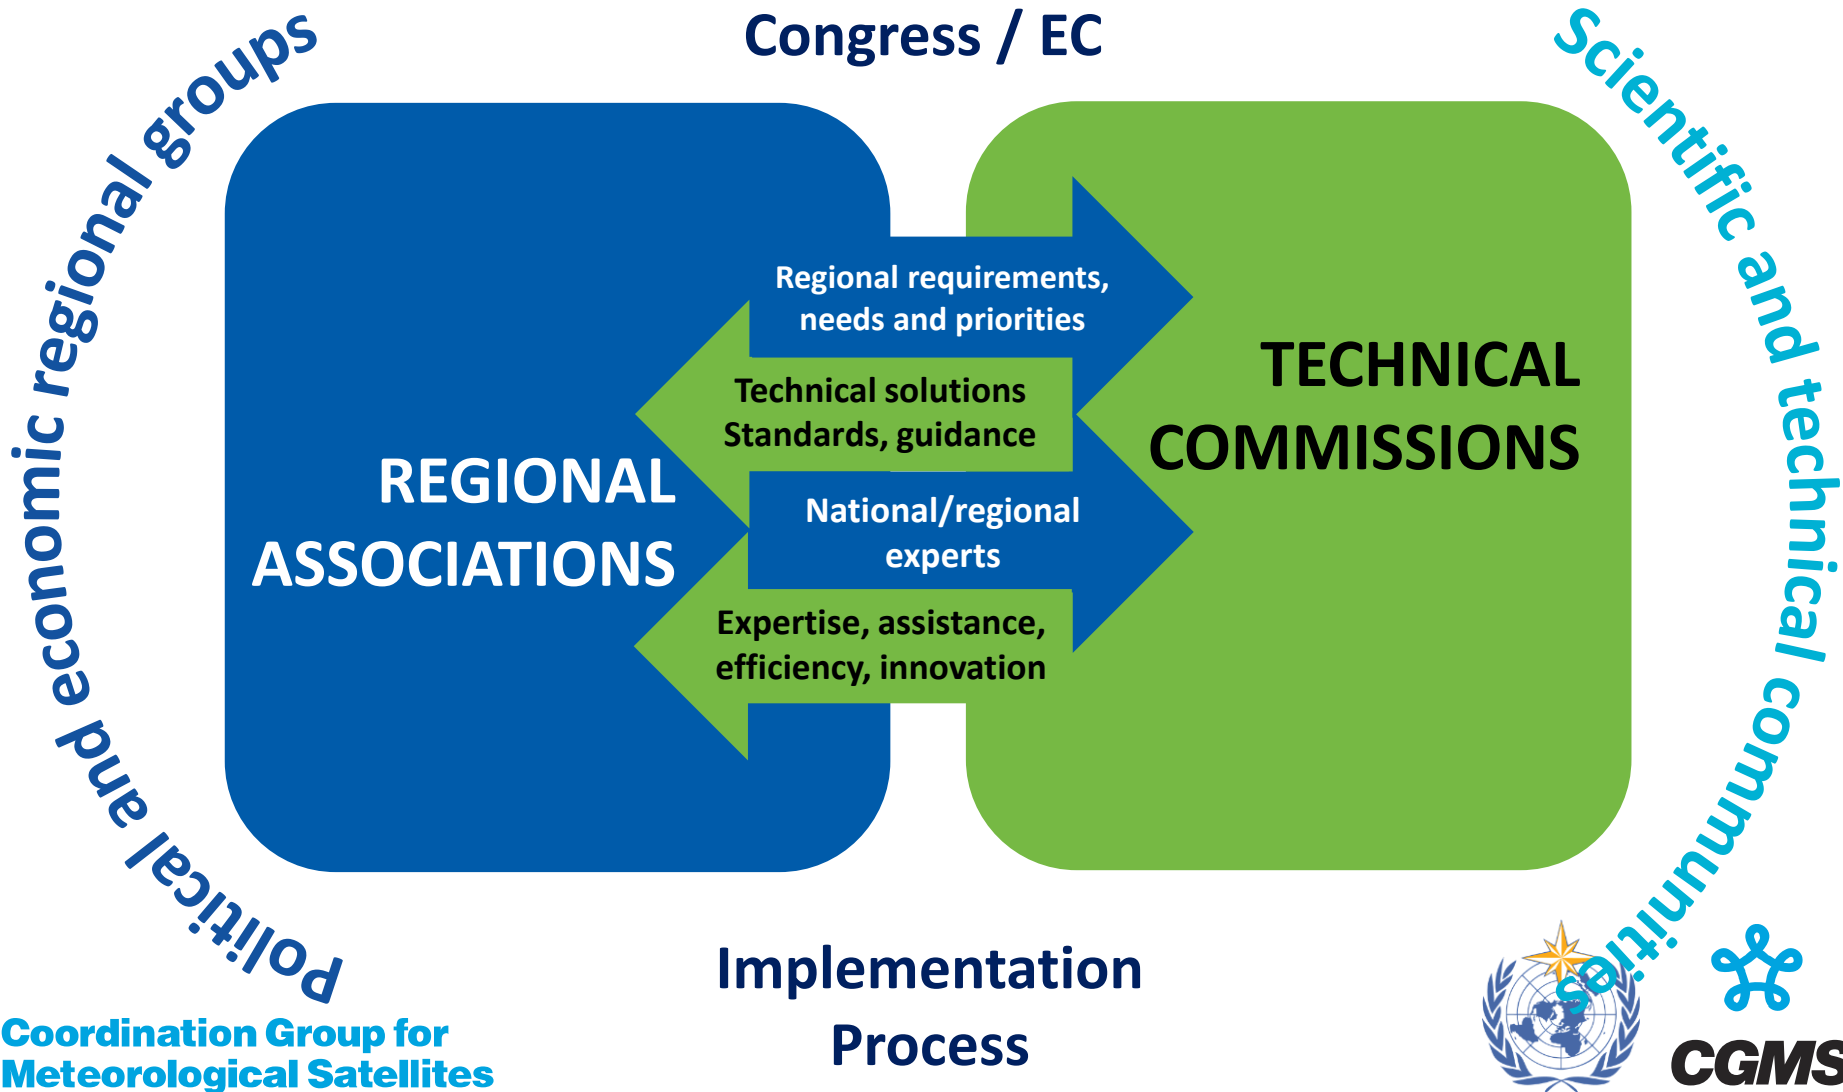 Congress / EC
Political and economic regional groups
Scientific and technical communities
Regional requirements,
needs and priorities
Technical solutions
Standards, guidance
National/regional
experts
Expertise, assistance,
efficiency, innovation
REGIONAL
ASSOCIATIONS
TECHNICAL
COMMISSIONS
Implementation
Process
Coordination Group for
Meteorological Satellites
CGMS